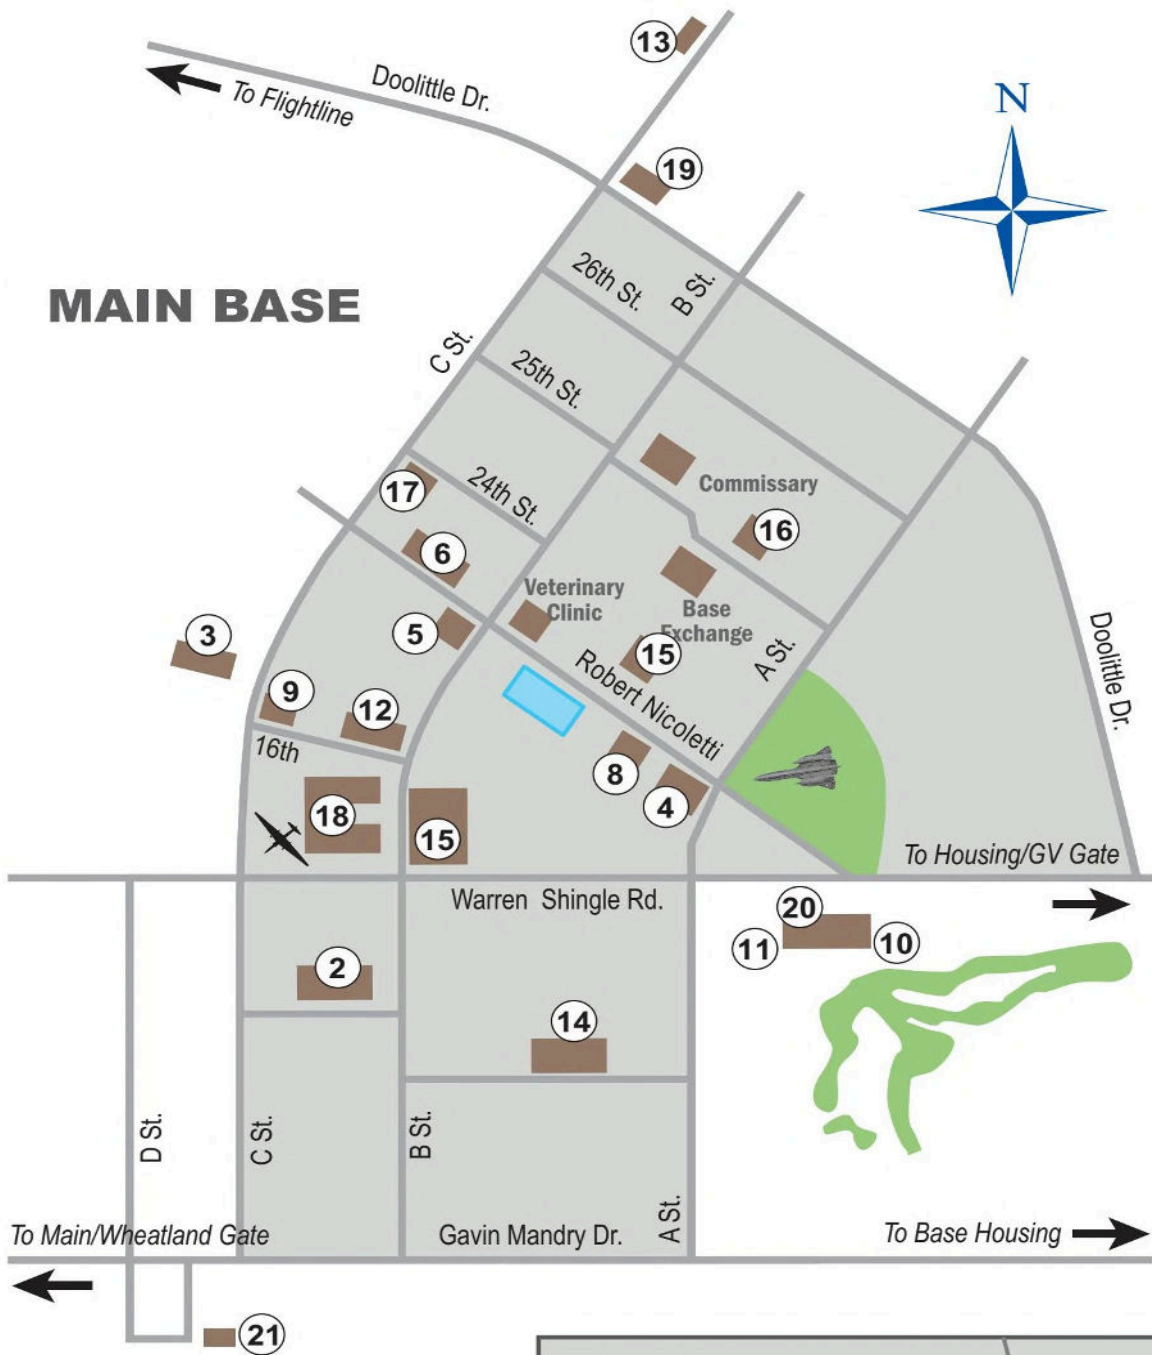 13
Doolittle Dr.
To Flightline
N
19
26th St.
B St.
MAIN BASE
C St.
25th St.
Commissary
24th St.
17
16
6
Veterinary
Clinic
Base
Exchange
5
3
15
A St.
Robert Nicoletti
Doolittle Dr.
9
12
16th
8
4
18
15
To Housing/GV Gate
Warren Shingle Rd.
20
11
10
2
14
D St.
C St.
B St.
A St.
To Main/Wheatland Gate
Gavin Mandry Dr.
To Base Housing
21